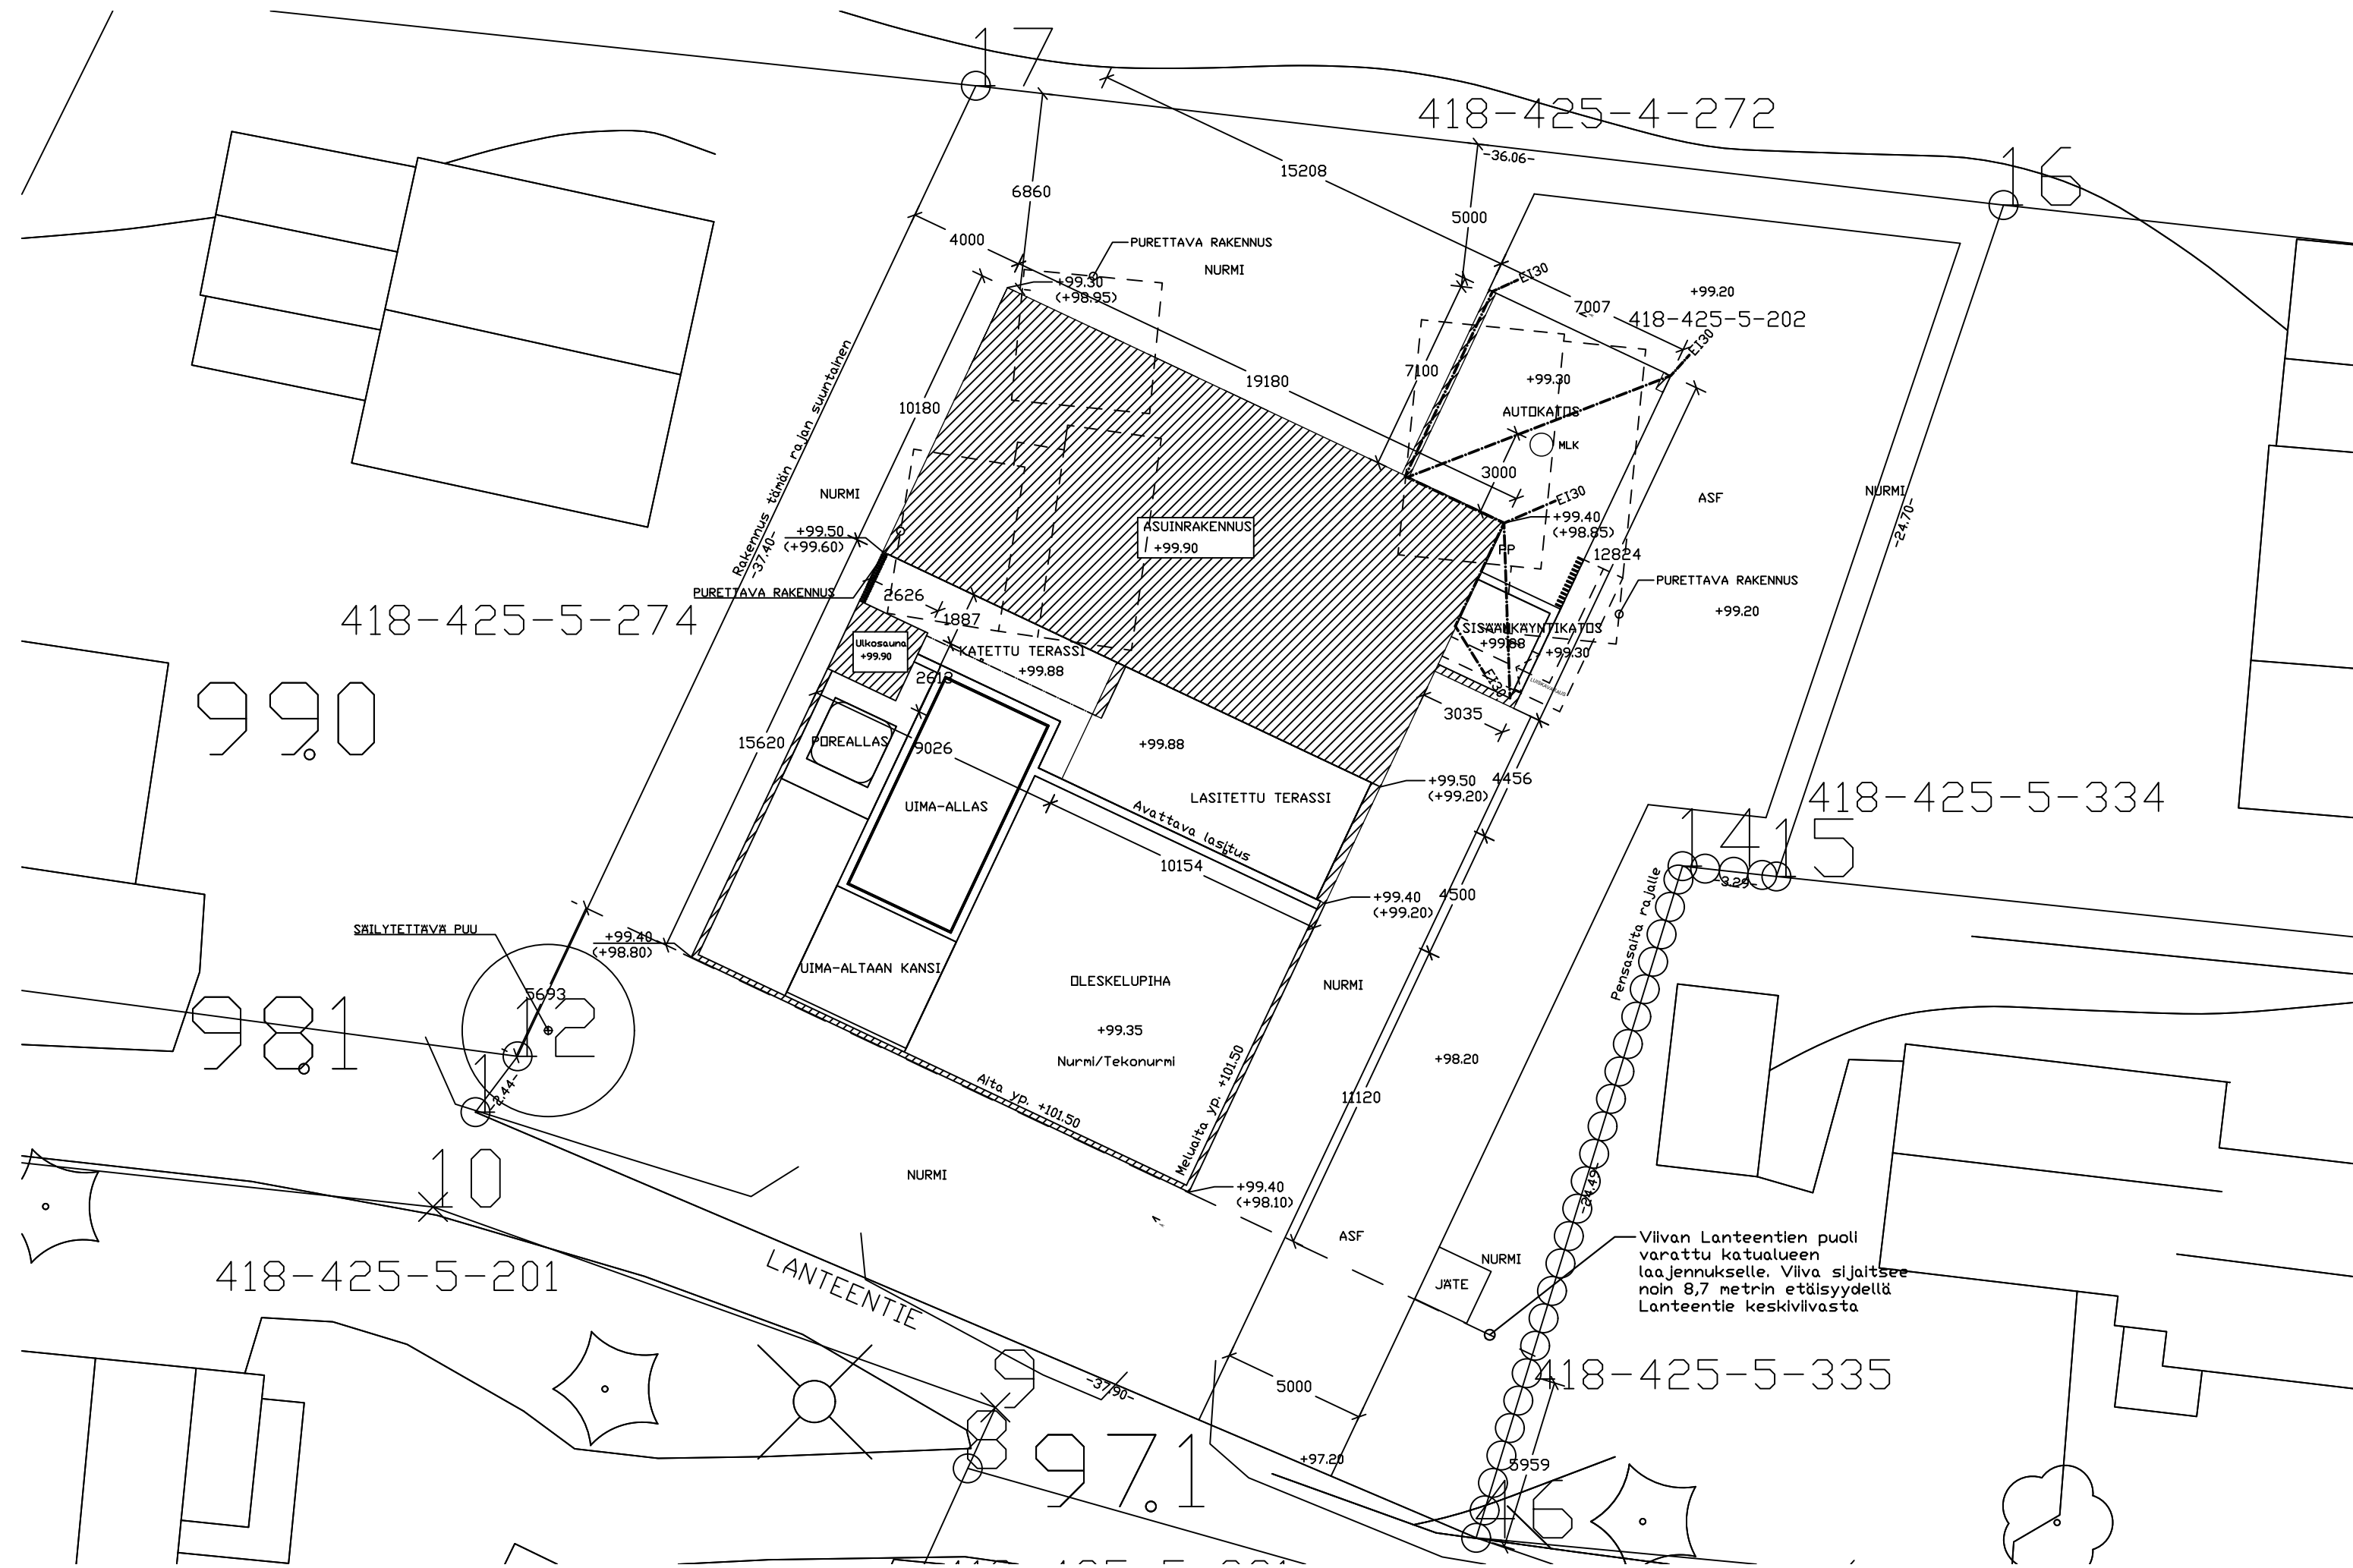 17
418-425-4-272
-36.06-
16
15208
6860
5000
4000
PURETTAVA RAKENNUS
NURMI
+99.30
(+98.95)
EI30
+99.20
7007
418-425-5-202
EI30
Rakennus tämän rajan suuntainen
-37.40-
7100
+99.30
19180
10180
AUTOKATOS
MLK
3000
NURMI
EI30
ASF
NURMI
-24.70-
+99.50
(+99.60)
ASUINRAKENNUS
+99.90
+99.40
(+98.85)
PP
12824
PURETTAVA RAKENNUS
PURETTAVA RAKENNUS
2626
1887
418-425-5-274
+99.20
SISÄÄNKÄYNTIKATOS
+99.88
+99.30
Ulkosauna
+99.90
KATETTU TERASSI
+99.88
2613
EI30
99.0
3035
15620
POREALLAS
9026
+99.88
+99.50
(+99.20)
4456
LASITETTU TERASSI
418-425-5-334
UIMA-ALLAS
Avattava lasitus
14
15
10154
-3.29-
Pensasaita rajalle
+99.40
(+99.20)
4500
SÄILYTETTÄVÄ PUU
+99.40
(+98.80)
UIMA-ALTAAN KANSI
OLESKELUPIHA
NURMI
5693
98.1
12
+99.35
Nurmi/Tekonurmi
+98.20
1
2.44-
Aita yp. +101.50
Meluaita yp. +101.50
11120
10
NURMI
+99.40
(+98.10)
-24.49-
ASF
NURMI
JÄTE
Viivan Lanteentien puoli
varattu katualueen
laajennukselle. Viiva sijaitsee
noin 8,7 metrin etäisyydellä
Lanteentie keskiviivasta
418-425-5-201
LANTEENTIE
9
-37.90-
5000
418-425-5-335
8
97.1
+97.20
5959